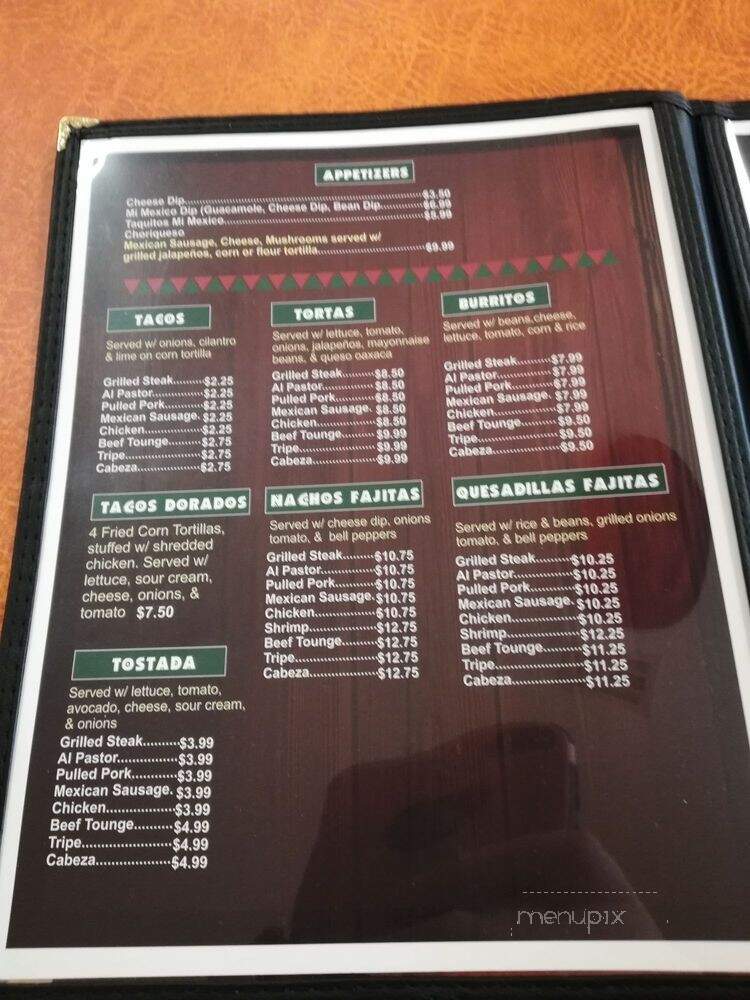 APPETIZERS
Cheese Dip....$3.50
Mi Mexico Dip (Guacamole, Cheese Dip, Bean Dip....$6.99
Taquitos Mi Mexico....$8.99
Choriqueso
Mexican Sausage, Cheese, Mushrooms served w/
grilled jalapeños, corn or flour tortilla....$9.99
TACOS
Served w/ onions, cilantro
& lime on corn tortilla
Grilled Steak....$2.25
Al Pastor....$2.25
Pulled Pork....$2.25
Mexican Sausage. $2.25
Chicken....$2.25
Beef Tounge....$2.75
Tripe....$2.75
Cabeza....$2.75
TORTAS
Served w/ lettuce, tomato,
onions, jalapeños, mayonnaise
beans, & queso oaxaca
Grilled Steak....$8.50
Al Pastor....$8.50
Pulled Pork....$8.50
Mexican Sausage. $8.50
Chicken....$8.50
Beef Tounge....$9.99
Tripe....$9.99
Cabeza....$9.99
BURRITOS
Served w/ beans,cheese,
lettuce, tomato, corn & rice
Grilled Steak....$7.99
Al Pastor....$7.99
Pulled Pork....$7.99
Mexican Sausage. $7.99
Chicken....$7.99
Beef Tounge....$9.50
Tripe....$9.50
Cabeza....$9.50
TACOS DORADOS
4 Fried Corn Tortillas,
stuffed w/ shredded
chicken. Served w/
lettuce, sour cream,
cheese, onions, &
tomato $7.50
NACHOS FAJITAS
Served w/ cheese dip, onions
tomato, & bell peppers
Grilled Steak....$10.75
Al Pastor....$10.75
Pulled Pork....$10.75
Mexican Sausage. $10.75
Chicken....$10.75
Shrimp....$12.75
Beef Tounge....$12.75
Tripe....$12.75
Cabeza....$12.75
QUESADILLAS FAJITAS
Served w/ rice & beans, grilled onions
tomato, & bell peppers
Grilled Steak....$10.25
Al Pastor....$10.25
Pulled Pork....$10.25
Mexican Sausage. $10.25
Chicken....$10.25
Shrimp....$12.25
Beef Tounge....$11.25
Tripe....$11.25
Cabeza....$11.25
TOSTADA
Served w/ lettuce, tomato,
avocado, cheese, sour cream,
& onions
Grilled Steak....$3.99
Al Pastor....$3.99
Pulled Pork....$3.99
Mexican Sausage. $3.99
Chicken....$3.99
Beef Tounge....$4.99
Tripe....$4.99
Cabeza....$4.99
menupix